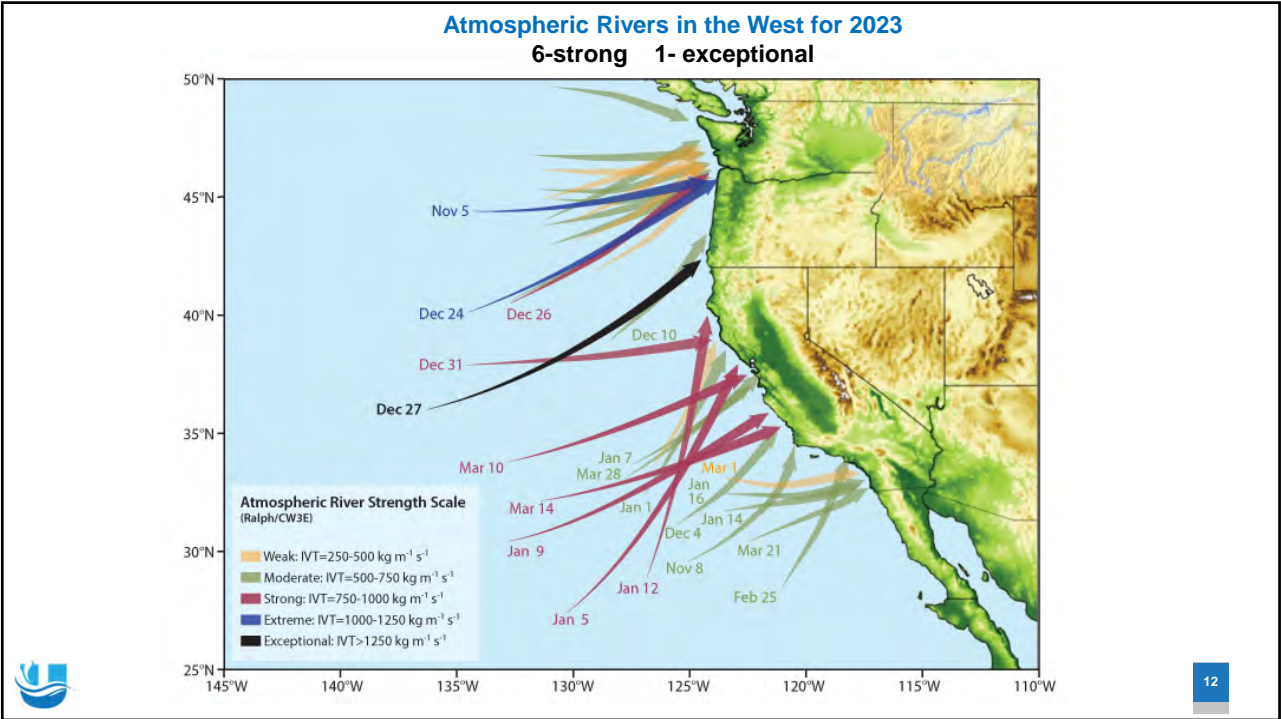 Atmospheric Rivers in the West for 2023
6-strong 1- exceptional
50°N
45°N
40°N
35°N
30°N
25°N
Nov 5
Dec 24
Dec 26
Dec 10
Dec 31
Dec 27
Mar 10
Jan 7
Mar 28
Mar 1
Jan
16
Mar 14
Jan 1
Jan 14
Dec 4
Jan 9
Mar 21
Nov 8
Jan 12
Feb 25
Jan 5
Atmospheric River Strength Scale
(Ralph/CW3E)
Weak: IVT=250-500 kg m⁻¹ s⁻¹
Moderate: IVT=500-750 kg m⁻¹ s⁻¹
Strong: IVT=750-1000 kg m⁻¹ s⁻¹
Extreme: IVT=1000-1250 kg m⁻¹ s⁻¹
Exceptional: IVT>1250 kg m⁻¹ s⁻¹
145°W 140°W 135°W 130°W 125°W 120°W 115°W 110°W
12